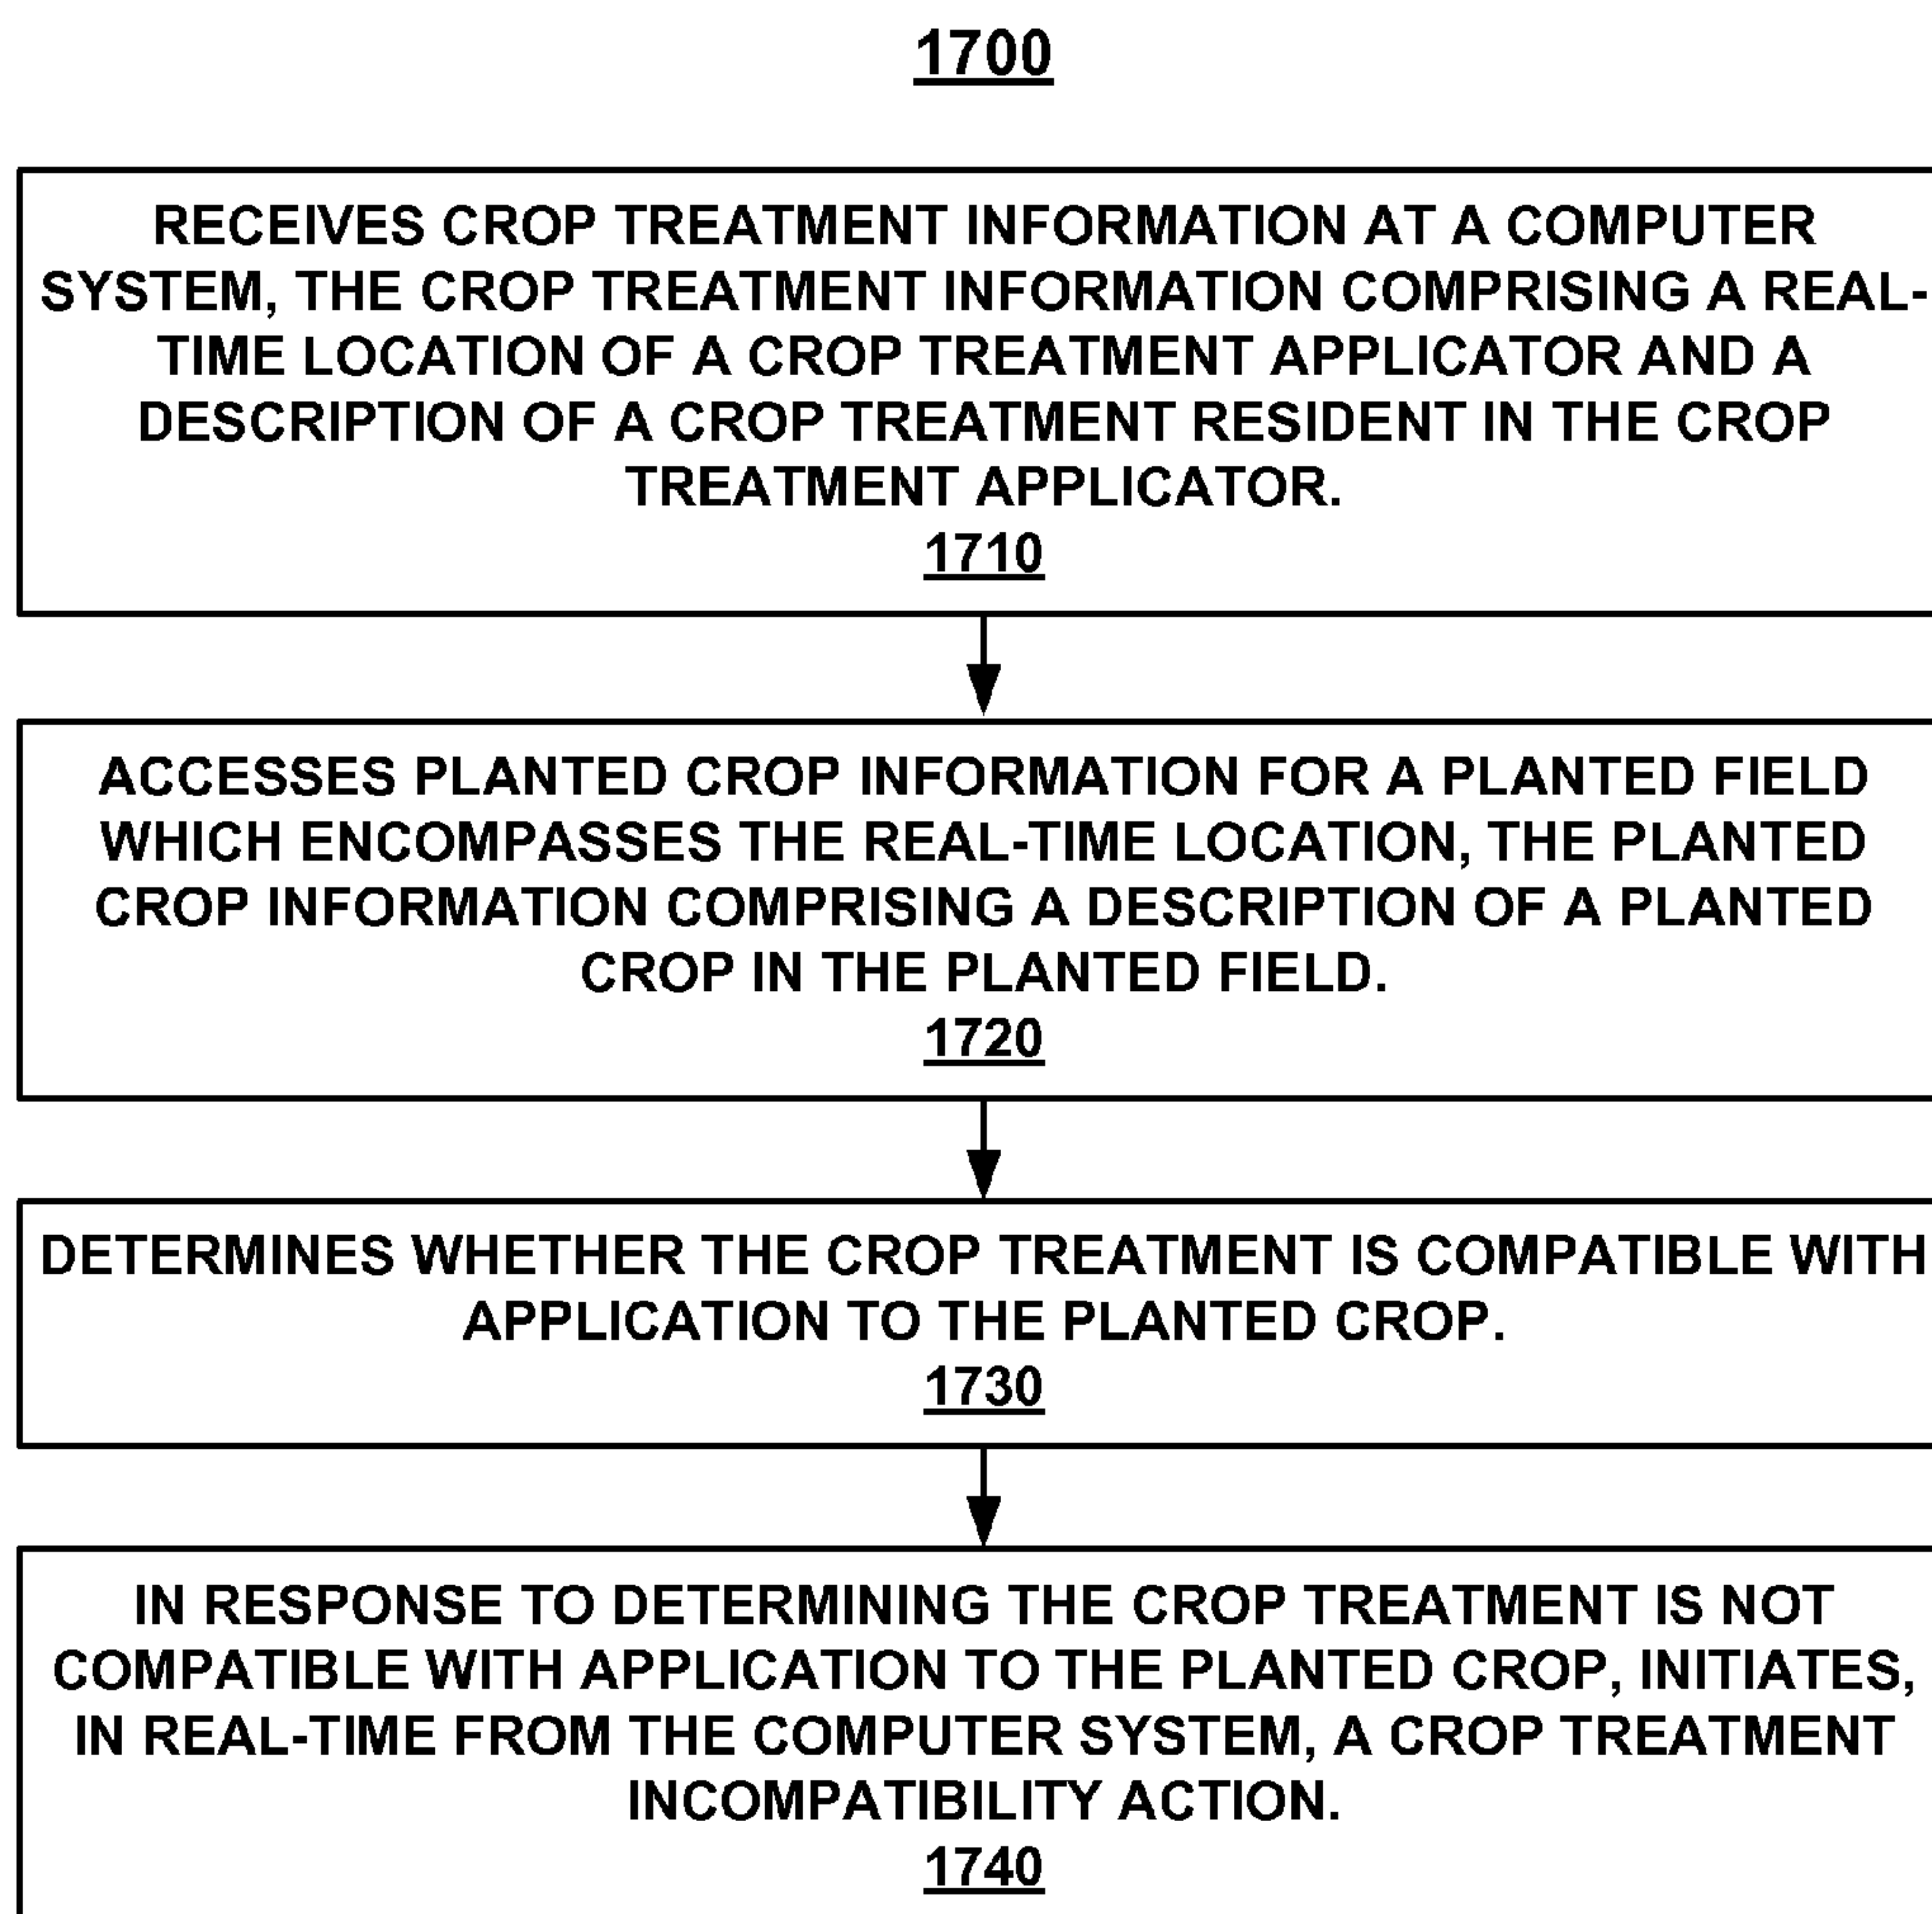 1700
RECEIVES CROP TREATMENT INFORMATION AT A COMPUTER
SYSTEM, THE CROP TREATMENT INFORMATION COMPRISING A REAL-
TIME LOCATION OF A CROP TREATMENT APPLICATOR AND A
DESCRIPTION OF A CROP TREATMENT RESIDENT IN THE CROP
TREATMENT APPLICATOR.
1710
ACCESSES PLANTED CROP INFORMATION FOR A PLANTED FIELD
WHICH ENCOMPASSES THE REAL-TIME LOCATION, THE PLANTED
CROP INFORMATION COMPRISING A DESCRIPTION OF A PLANTED
CROP IN THE PLANTED FIELD.
1720
DETERMINES WHETHER THE CROP TREATMENT IS COMPATIBLE WITH
APPLICATION TO THE PLANTED CROP.
1730
IN RESPONSE TO DETERMINING THE CROP TREATMENT IS NOT
COMPATIBLE WITH APPLICATION TO THE PLANTED CROP, INITIATES,
IN REAL-TIME FROM THE COMPUTER SYSTEM, A CROP TREATMENT
INCOMPATIBILITY ACTION.
1740